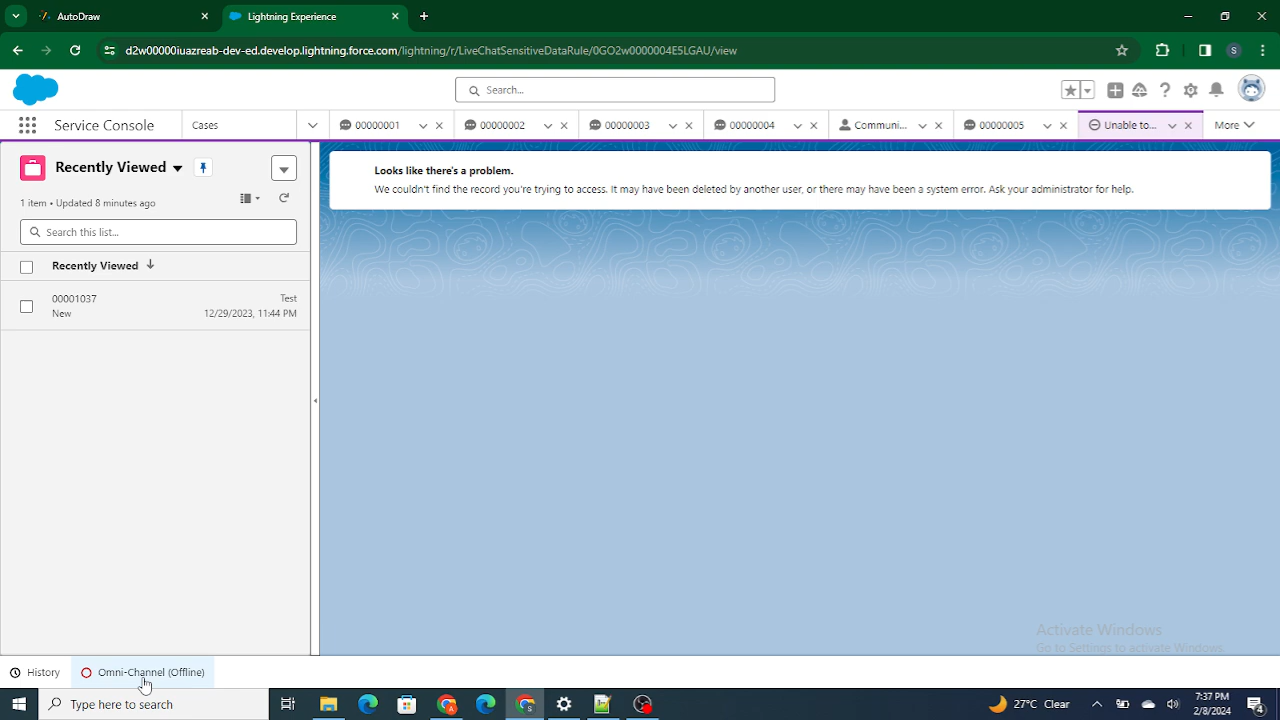 AutoDraw
Lightning Experience
d2w00000iuazreab-dev-ed.develop.lightning.force.com/lightning/r/LiveChatSensitiveDataRule/0GO2w0000004E5LGAU/view
S
Search...
Service Console
Cases
00000001
00000002
00000003
00000004
Communi...
00000005
Unable to...
More
Recently Viewed
1 item • Updated 8 minutes ago
Search this list...
Recently Viewed
00001037
Test
New
12/29/2023, 11:44 PM
Looks like there's a problem.
We couldn't find the record you're trying to access. It may have been deleted by another user, or there may have been a system error. Ask your administrator for help.
Activate Windows
Go to Settings to activate Windows.
History
Omni-Channel (Offline)
Type here to search
27°C Clear
7:37 PM
2/8/2024
4